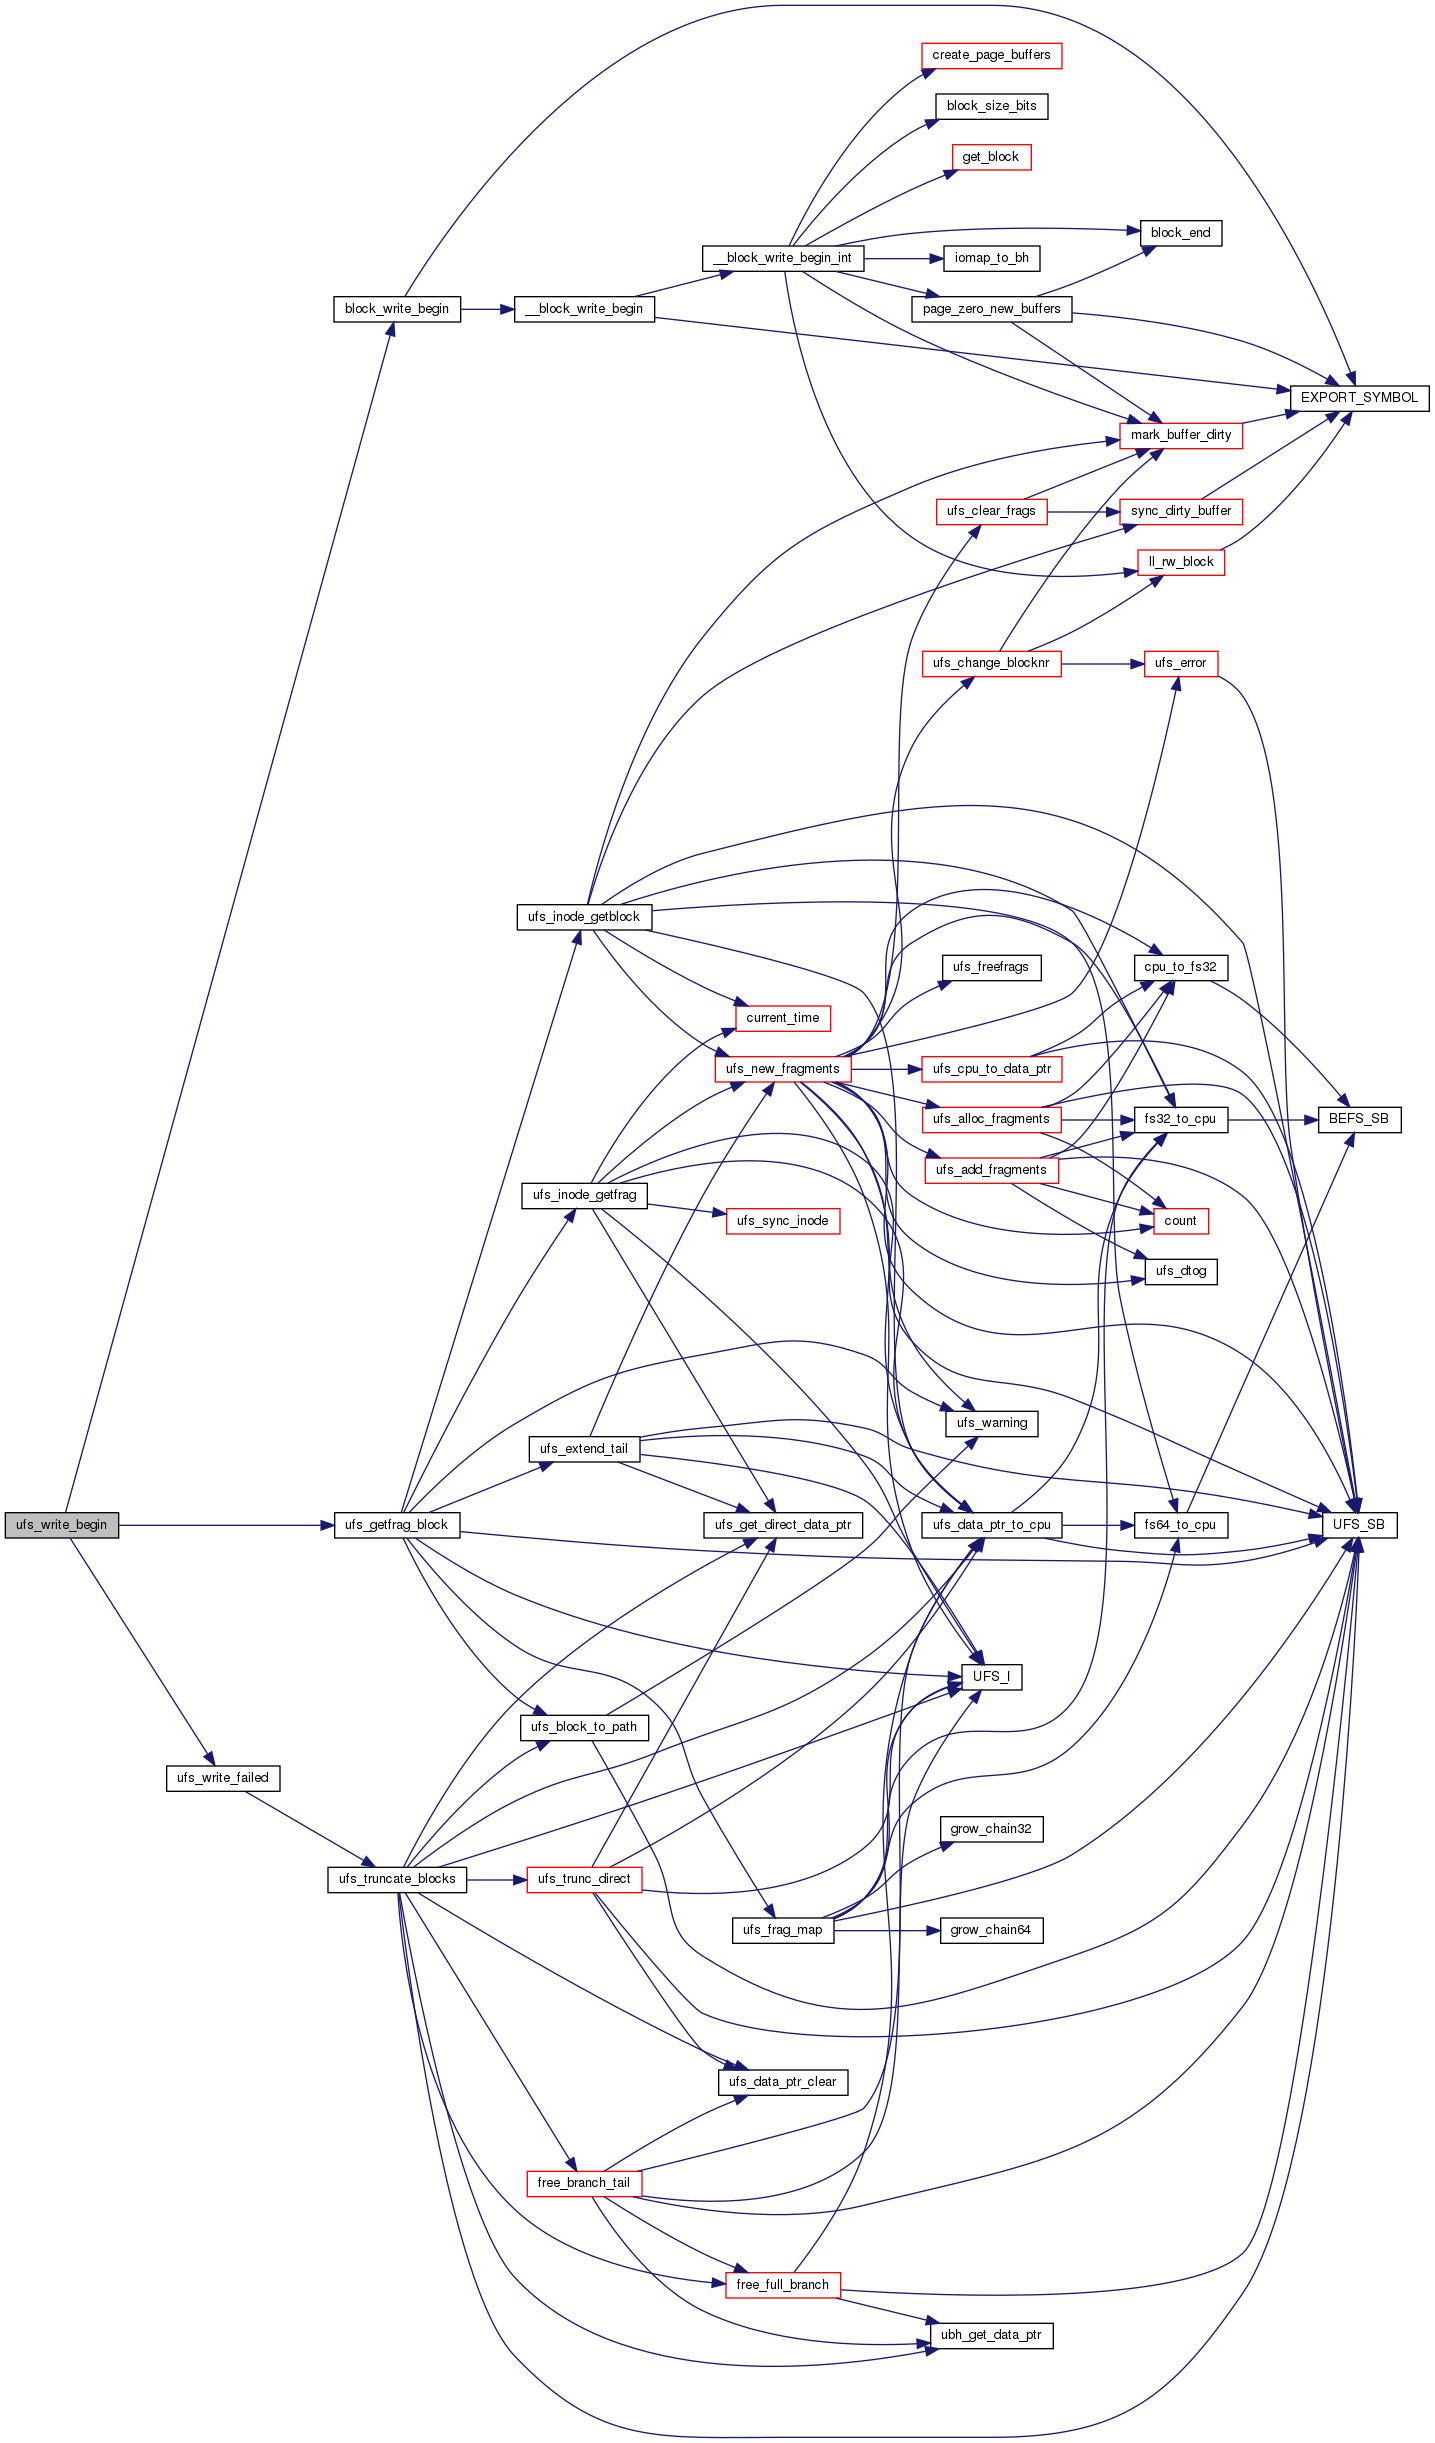 create_page_buffers
block_size_bits
get_block
block_end
__block_write_begin_int
iomap_to_bh
block_write_begin
__block_write_begin
page_zero_new_buffers
EXPORT_SYMBOL
mark_buffer_dirty
ufs_clear_frags
sync_dirty_buffer
ll_rw_block
ufs_change_blocknr
ufs_error
ufs_inode_getblock
ufs_freefrags
cpu_to_fs32
current_time
ufs_new_fragments
ufs_cpu_to_data_ptr
ufs_alloc_fragments
fs32_to_cpu
BEFS_SB
ufs_add_fragments
ufs_inode_getfrag
ufs_sync_inode
count
ufs_dtog
ufs_warning
ufs_extend_tail
ufs_write_begin
ufs_getfrag_block
ufs_get_direct_data_ptr
ufs_data_ptr_to_cpu
fs64_to_cpu
UFS_SB
UFS_I
ufs_block_to_path
ufs_write_failed
grow_chain32
ufs_truncate_blocks
ufs_trunc_direct
ufs_frag_map
grow_chain64
ufs_data_ptr_clear
free_branch_tail
free_full_branch
ubh_get_data_ptr